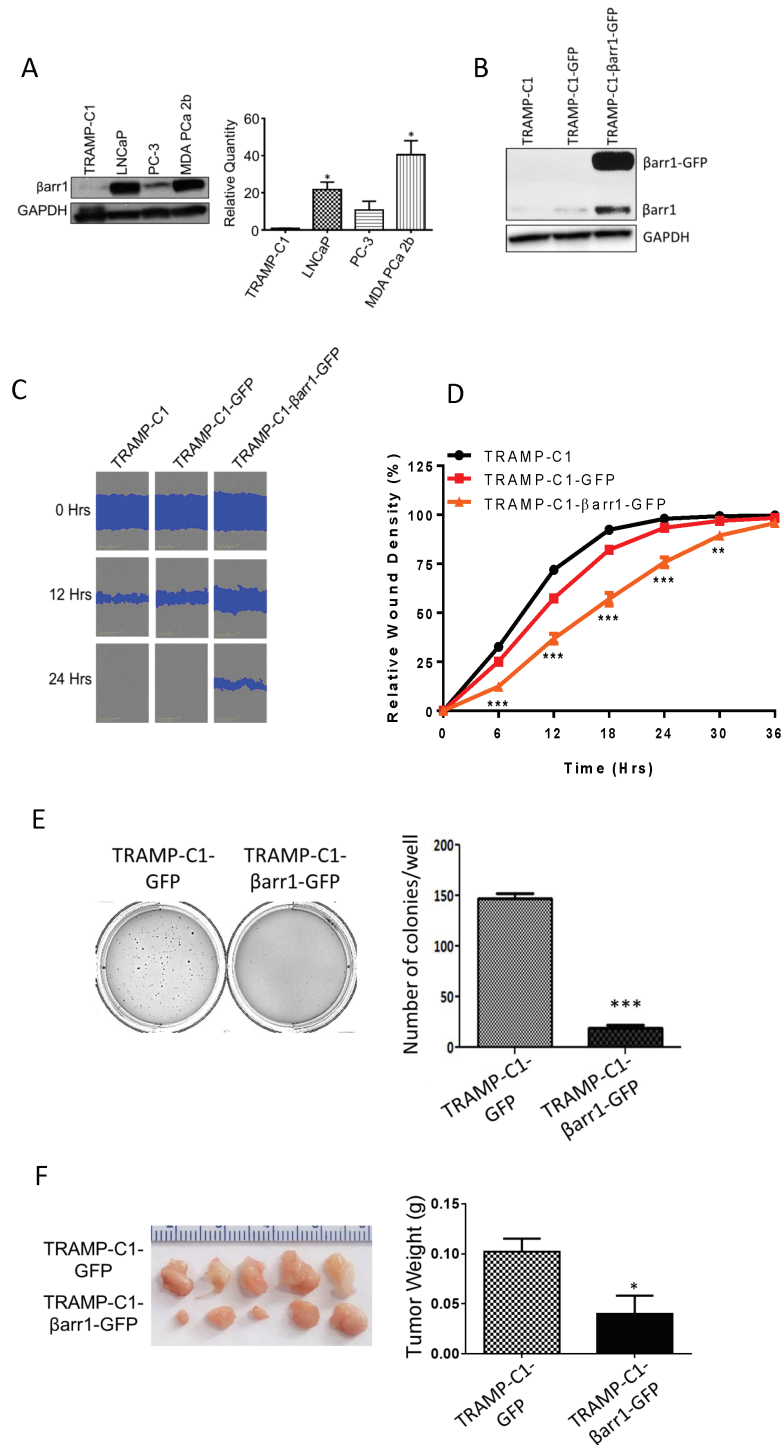 A
TRAMP-C1
LNCaP
PC-3
MDA PCa 2b
βarr1
GAPDH
Relative Quantity
60
40
20
0
*
*
TRAMP-C1
LNCaP
PC-3
MDA PCa 2b
B
TRAMP-C1
TRAMP-C1-GFP
TRAMP-C1-βarr1-GFP
βarr1-GFP
βarr1
GAPDH
C
TRAMP-C1
TRAMP-C1-GFP
TRAMP-C1-βarr1-GFP
0 Hrs
12 Hrs
24 Hrs
D
TRAMP-C1
TRAMP-C1-GFP
TRAMP-C1-βarr1-GFP
Relative Wound Density (%)
125
100
75
50
25
0
***
***
***
***
**
0 6 12 18 24 30 36
Time (Hrs)
E
TRAMP-C1-
GFP
TRAMP-C1-
βarr1-GFP
Number of colonies/well
200
150
100
50
0
***
TRAMP-C1-
GFP
TRAMP-C1-
βarr1-GFP
F
TRAMP-C1-
GFP
TRAMP-C1-
βarr1-GFP
Tumor Weight (g)
0.15
0.10
0.05
0.00
*
TRAMP-C1-
GFP
TRAMP-C1-
βarr1-GFP